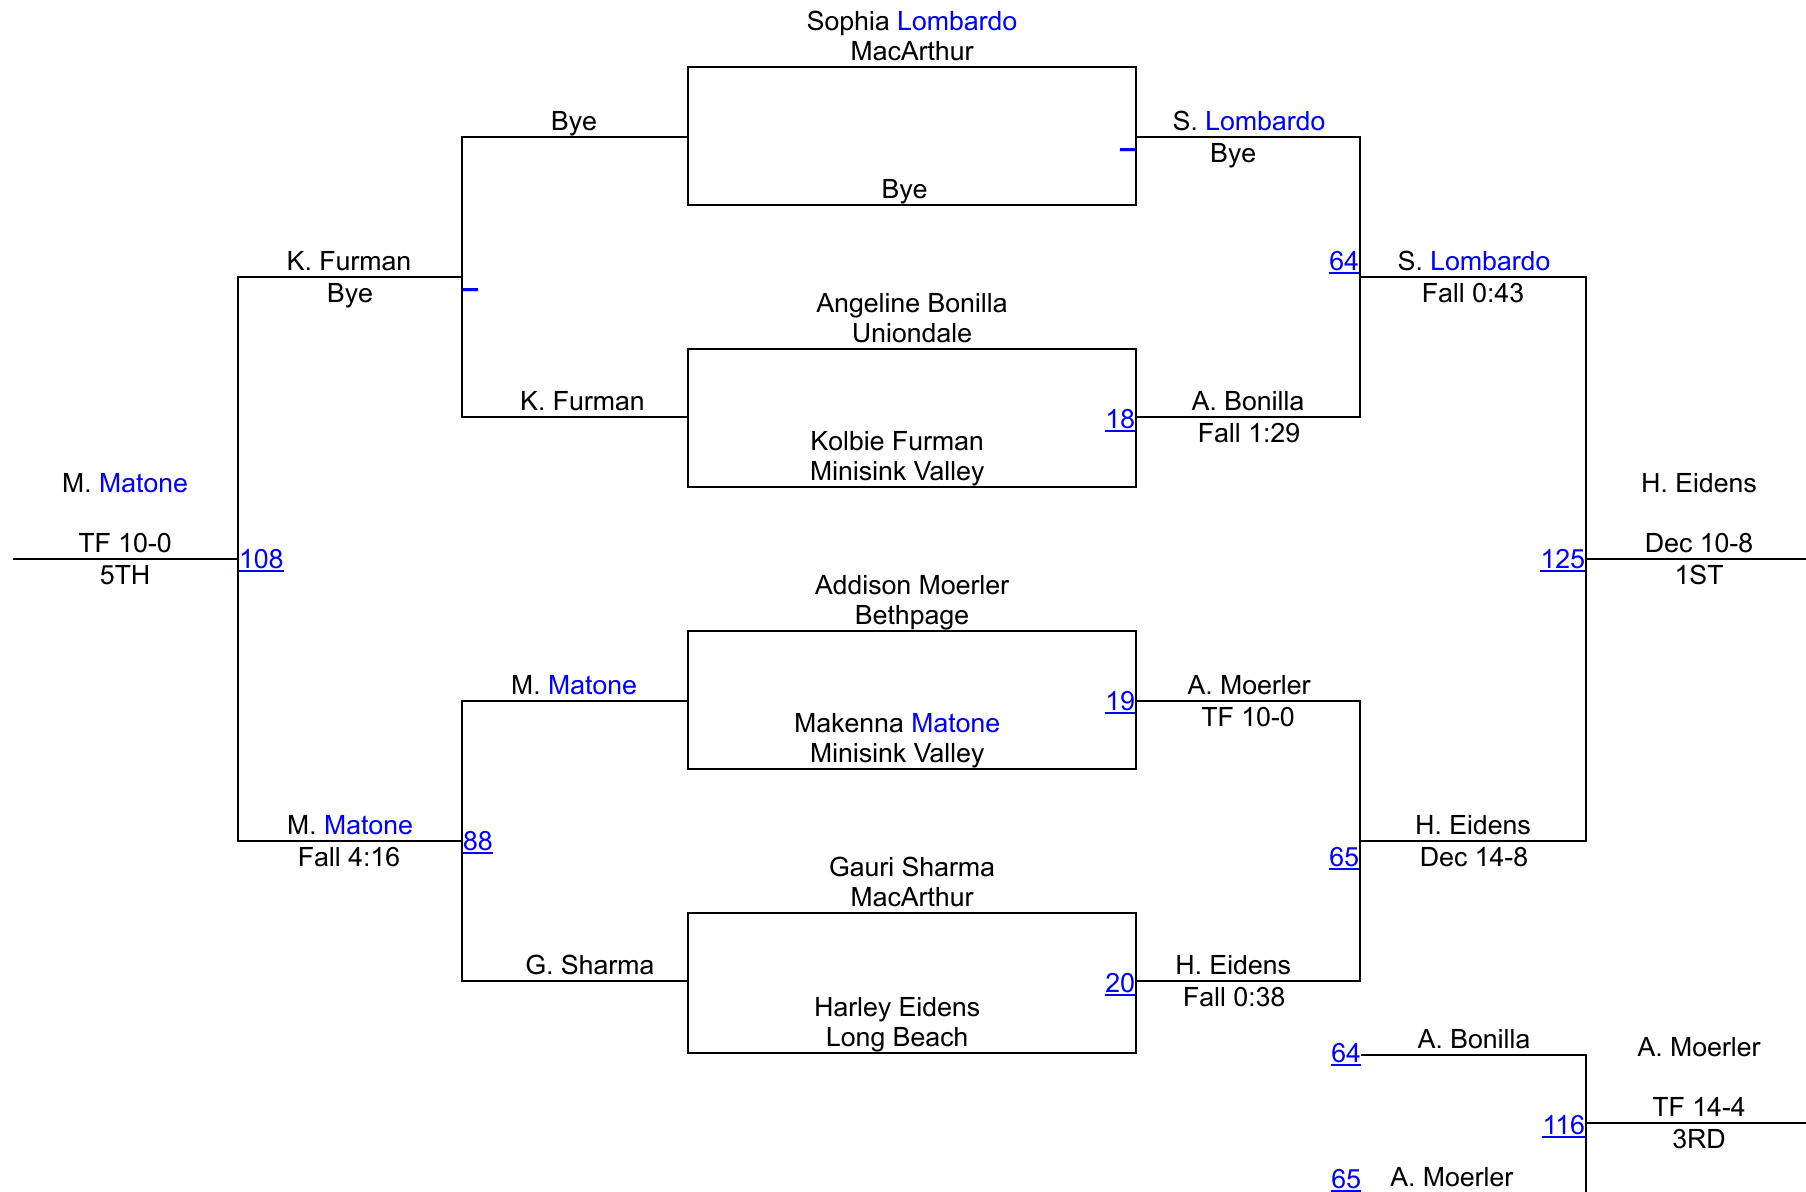 Sophia Lombardo
MacArthur
Bye
S. Lombardo
Bye
Bye
K. Furman
Bye
64
S. Lombardo
Fall 0:43
Angeline Bonilla
Uniondale
K. Furman
18
A. Bonilla
Fall 1:29
Kolbie Furman
Minisink Valley
M. Matone
TF 10-0
5TH
108
H. Eidens
Dec 10-8
1ST
125
Addison Moerler
Bethpage
M. Matone
19
A. Moerler
TF 10-0
Makenna Matone
Minisink Valley
M. Matone
Fall 4:16
88
65
H. Eidens
Dec 14-8
Gauri Sharma
MacArthur
G. Sharma
20
H. Eidens
Fall 0:38
Harley Eidens
Long Beach
64
A. Bonilla
A. Moerler
TF 14-4
3RD
116
65
A. Moerler